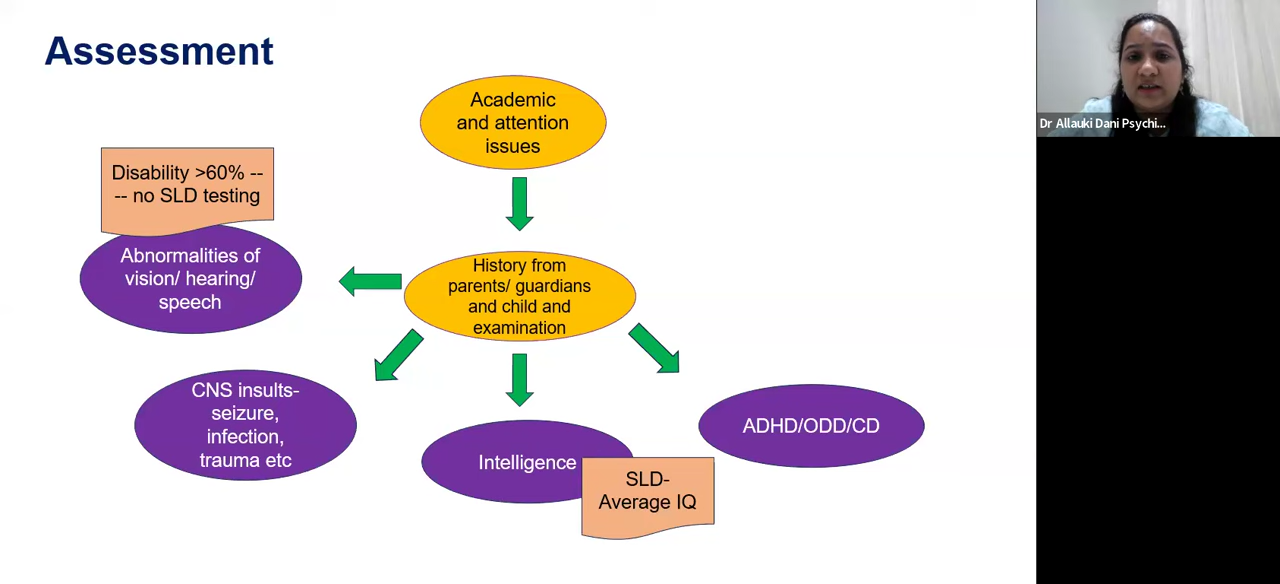 Assessment
Academic
and attention
issues
Disability >60% --
-- no SLD testing
Abnormalities of
vision/ hearing/
speech
History from
parents/ guardians
and child and
examination
CNS insults-
seizure,
infection,
trauma etc
Intelligence
SLD-
Average IQ
ADHD/ODD/CD
Dr Allauki Dani Psychi...